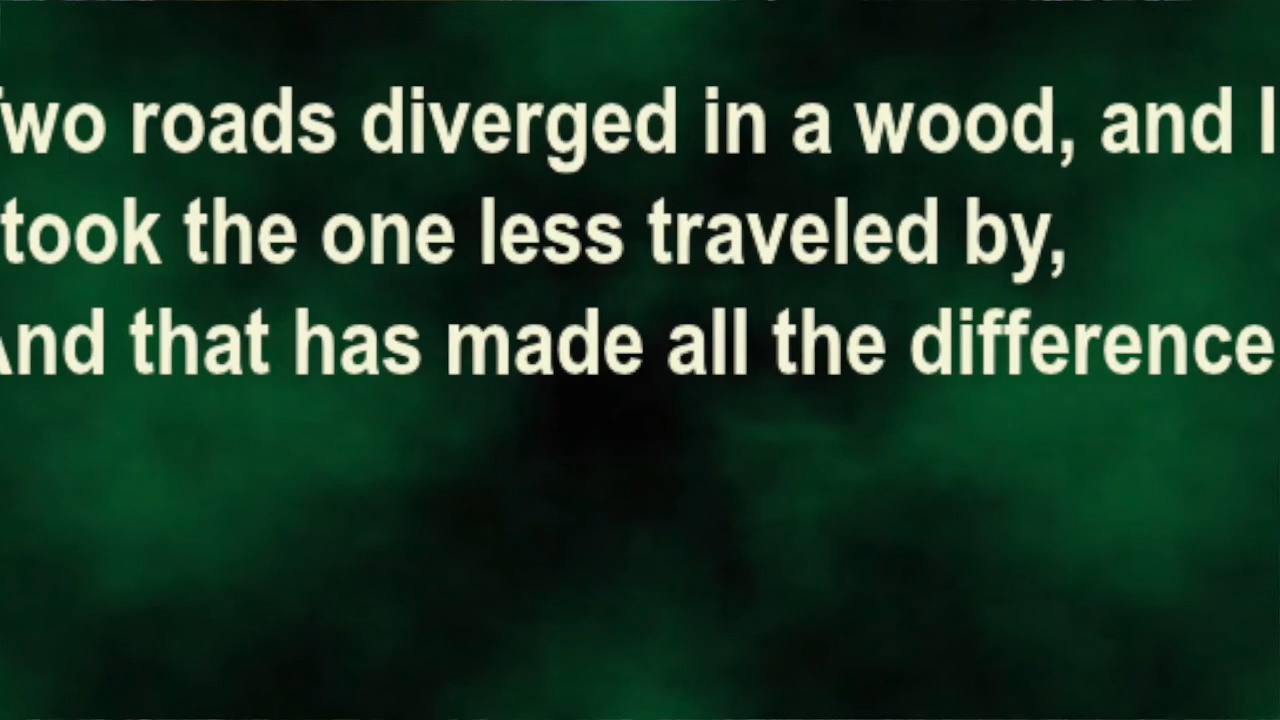 Two roads diverged in a wood, and I
took the one less traveled by,
And that has made all the difference